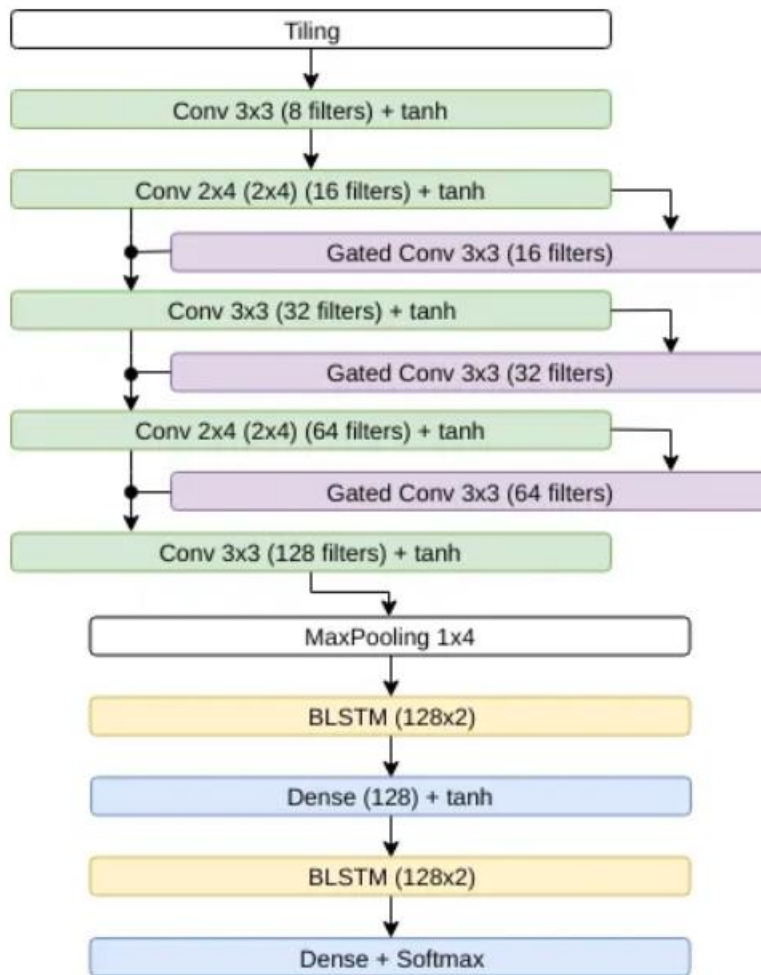 Tiling
Conv 3x3 (8 filters) + tanh
Conv 2x4 (2x4) (16 filters) + tanh
Gated Conv 3x3 (16 filters)
Conv 3x3 (32 filters) + tanh
Gated Conv 3x3 (32 filters)
Conv 2x4 (2x4) (64 filters) + tanh
Gated Conv 3x3 (64 filters)
Conv 3x3 (128 filters) + tanh
MaxPooling 1x4
BLSTM (128x2)
Dense (128) + tanh
BLSTM (128x2)
Dense + Softmax